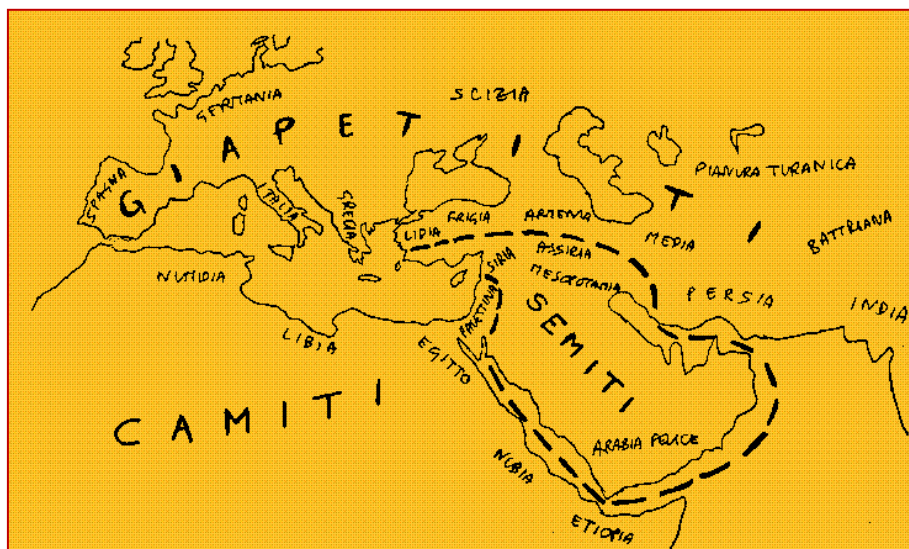 SCIZIA
GERMANIA
GIAPETITI
PIANURA TURANICA
SPAGNA
ITALIA
GRECIA
FRIGIA
ARMENIA
LIDIA
MEDIA
BATTRIANA
ASSIRIA
SIRIA
NUMIDIA
MESOPOTAMIA
PERSIA
INDIA
PALESTINA
LIBIA
EGITTO
SEMITI
CAMITI
ARABIA FELICE
NUBIA
ETIOPIA